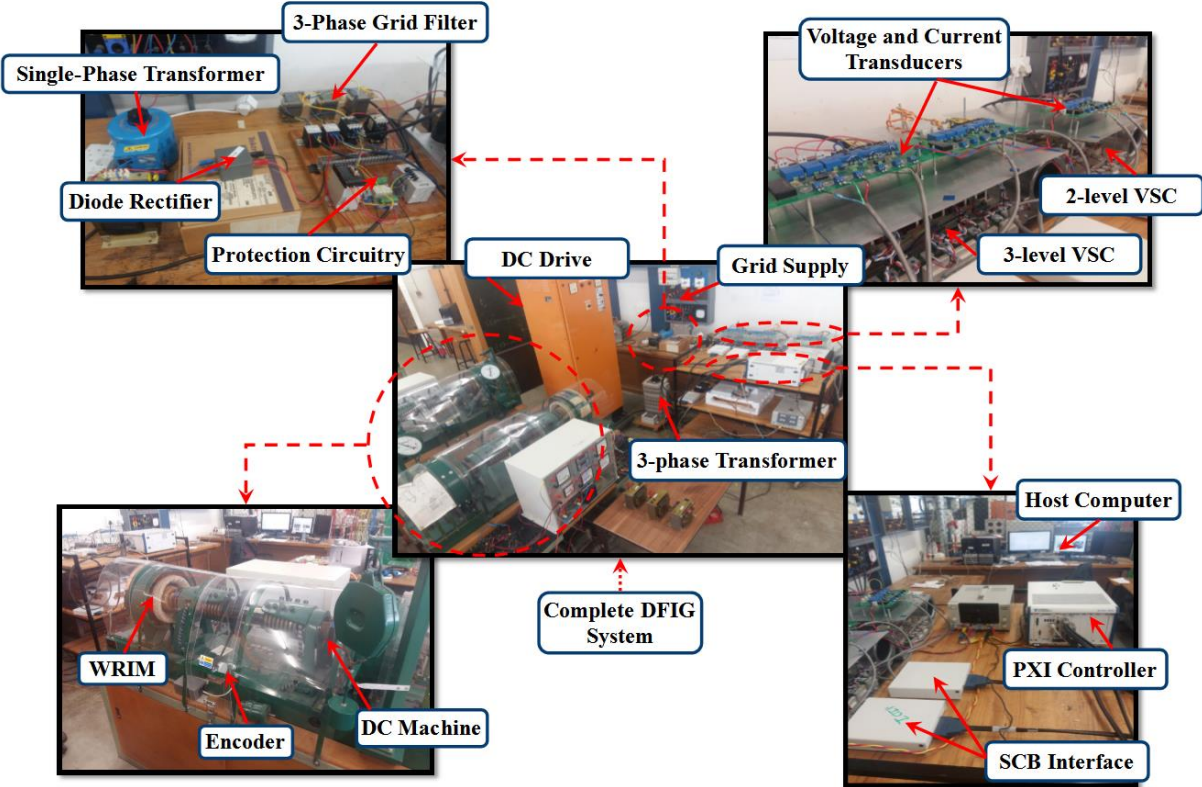 3-Phase Grid Filter
Single-Phase Transformer
Diode Rectifier
Protection Circuitry
Voltage and Current
Transducers
2-level VSC
3-level VSC
DC Drive
Grid Supply
3-phase Transformer
Complete DFIG
System
WRIM
Encoder
DC Machine
Host Computer
PXI Controller
SCB Interface